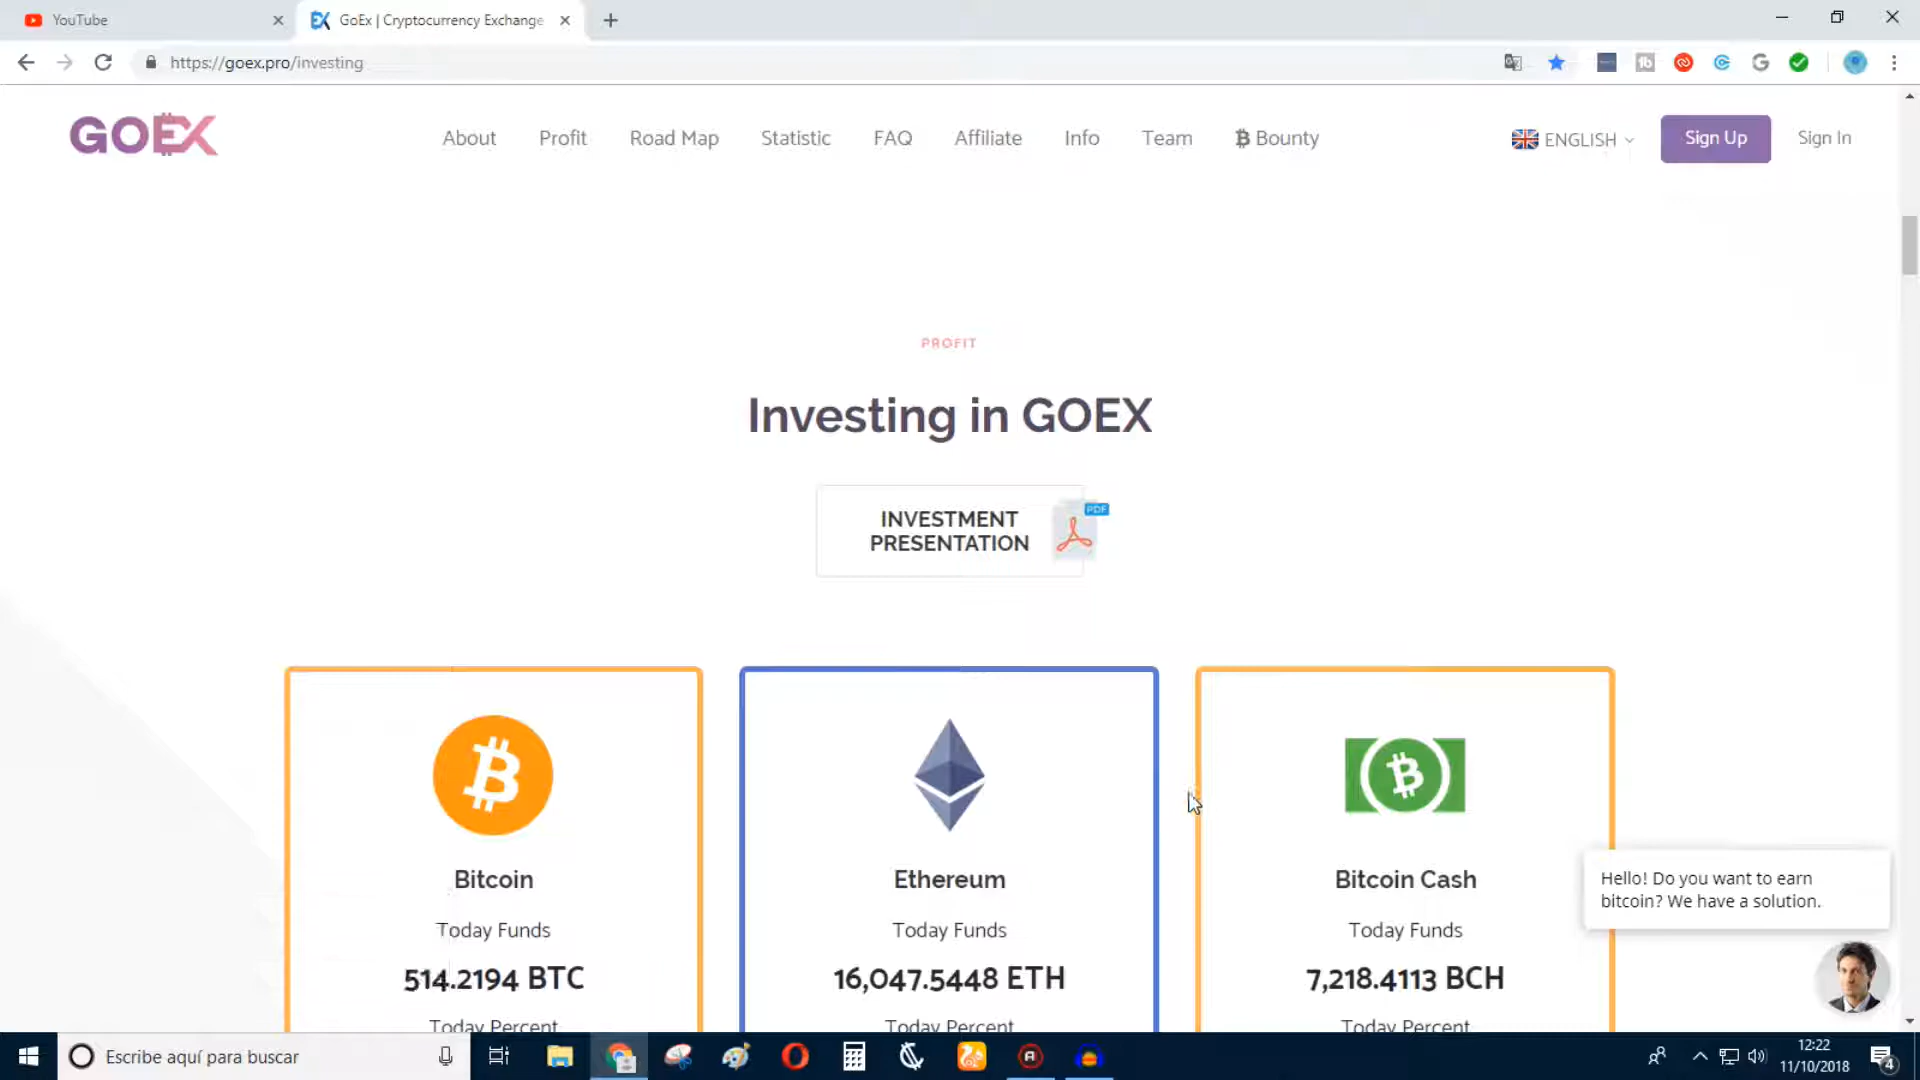 YouTube
GoEx | Cryptocurrency Exchange
https://goex.pro/investing
GOEX
About
Profit
Road Map
Statistic
FAQ
Affiliate
Info
Team
Bounty
ENGLISH
Sign Up
Sign In
PROFIT
Investing in GOEX
INVESTMENT
PRESENTATION
PDF
Bitcoin
Today Funds
514.2194 BTC
Today Percent
Ethereum
Today Funds
16,047.5448 ETH
Today Percent
Bitcoin Cash
Today Funds
7,218.4113 BCH
Today Percent
Hello! Do you want to earn
bitcoin? We have a solution.
Escribe aquí para buscar
12:22
11/10/2018
4